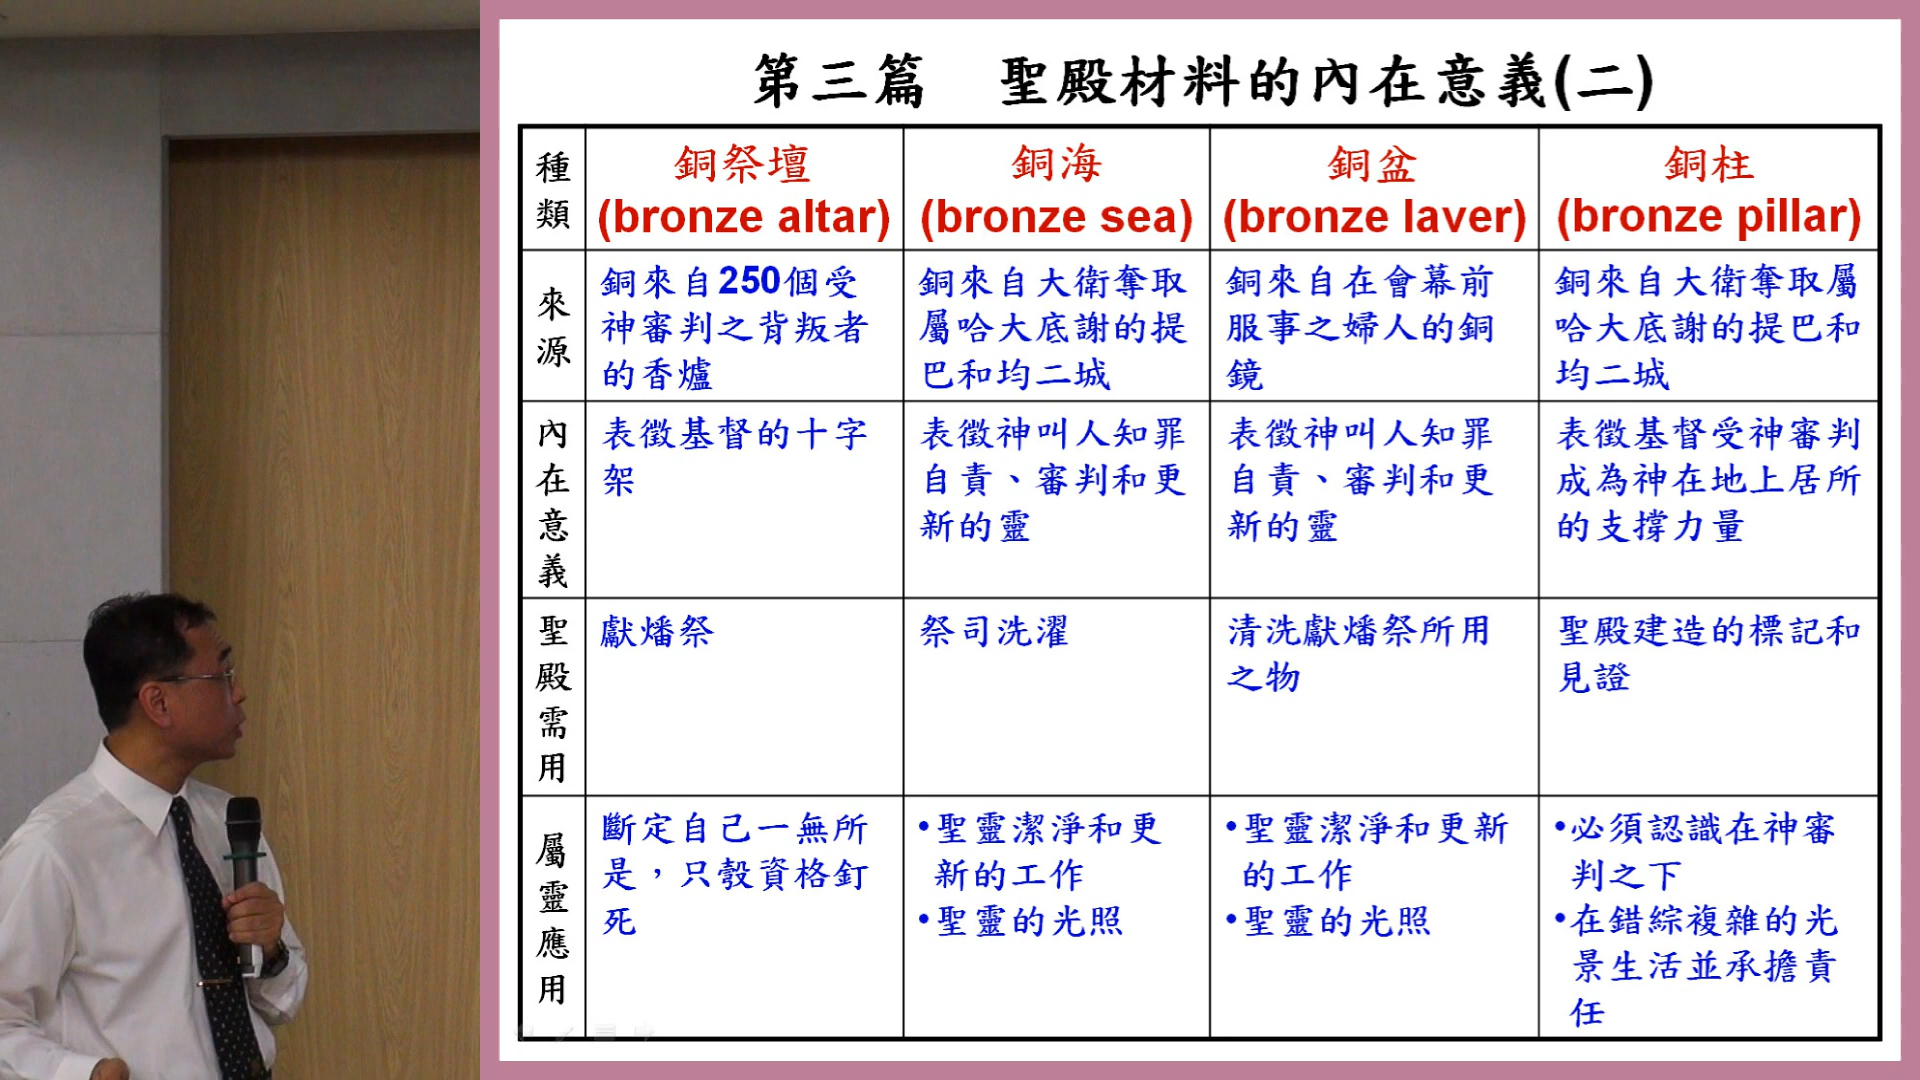 第三篇　聖殿材料的內在意義(二)
種類
銅祭壇
(bronze altar)
銅海
(bronze sea)
銅盆
(bronze laver)
銅柱
(bronze pillar)
來源
銅來自250個受
神審判之背叛者
的香爐
銅來自大衛奪取
屬哈大底謝的提
巴和均二城
銅來自在會幕前
服事之婦人的銅
鏡
銅來自大衛奪取屬
哈大底謝的提巴和
均二城
內在意義
表徵基督的十字
架
表徵神叫人知罪
自責、審判和更
新的靈
表徵神叫人知罪
自責、審判和更
新的靈
表徵基督受神審判
成為神在地上居所
的支撐力量
聖殿需用
獻燔祭
祭司洗濯
清洗獻燔祭所用
之物
聖殿建造的標記和
見證
屬靈應用
斷定自己一無所
是，只彀資格釘
死
•聖靈潔淨和更
新的工作
•聖靈的光照
•聖靈潔淨和更新
的工作
•聖靈的光照
•必須認識在神審
判之下
•在錯綜複雜的光
景生活並承擔責
任